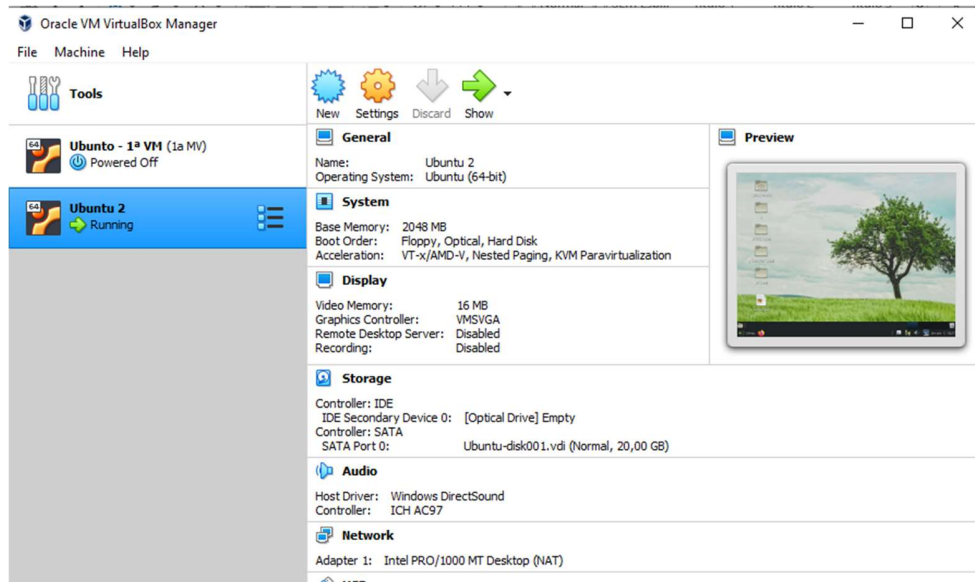 Oracle VM VirtualBox Manager
File Machine Help
Tools
New Settings Discard Show
64 Ubunto - 1ª VM (1a MV)
Powered Off
64 Ubuntu 2
Running
General
Name: Ubuntu 2
Operating System: Ubuntu (64-bit)
System
Base Memory: 2048 MB
Boot Order: Floppy, Optical, Hard Disk
Acceleration: VT-x/AMD-V, Nested Paging, KVM Paravirtualization
Display
Video Memory: 16 MB
Graphics Controller: VMSVGA
Remote Desktop Server: Disabled
Recording: Disabled
Preview
Storage
Controller: IDE
IDE Secondary Device 0: [Optical Drive] Empty
Controller: SATA
SATA Port 0: Ubuntu-disk001.vdi (Normal, 20,00 GB)
Audio
Host Driver: Windows DirectSound
Controller: ICH AC97
Network
Adapter 1: Intel PRO/1000 MT Desktop (NAT)